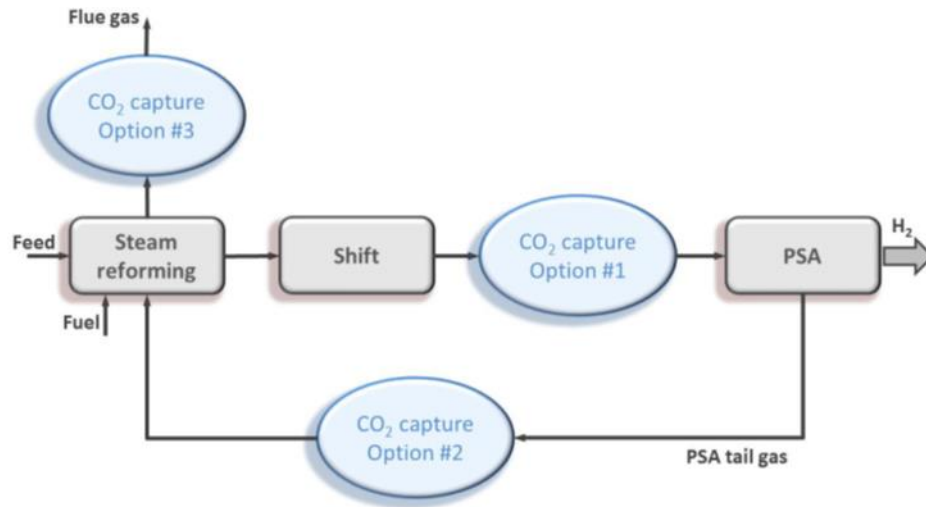 Flue gas
CO₂ capture
Option #3
Feed
Steam
reforming
Shift
CO₂ capture
Option #1
PSA
H₂
Fuel
CO₂ capture
Option #2
PSA tail gas